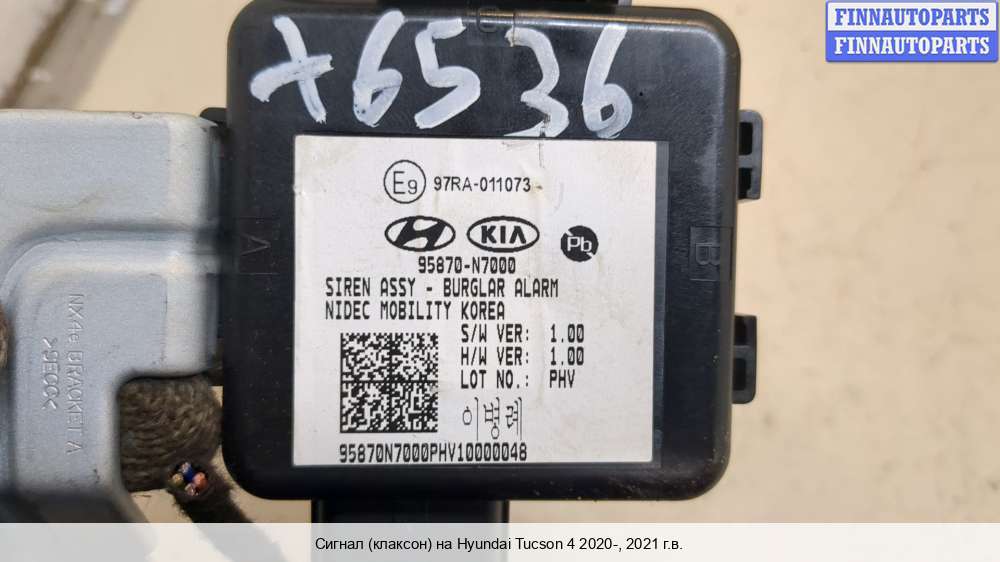 FINNAUTOPARTS
FINNAUTOPARTS
+6536
E9 97RA-011073
KIA Pb
95870-N7000
SIREN ASSY - BURGLAR ALARM
NIDEC MOBILITY KOREA
S/W VER: 1.00
H/W VER: 1.00
LOT NO.: PHV
이병례
95870N7000PHV10000048
A
B
C
NX4e BRACKET A
>SECC<
Сигнал (клаксон) на Hyundai Tucson 4 2020-, 2021 г.в.